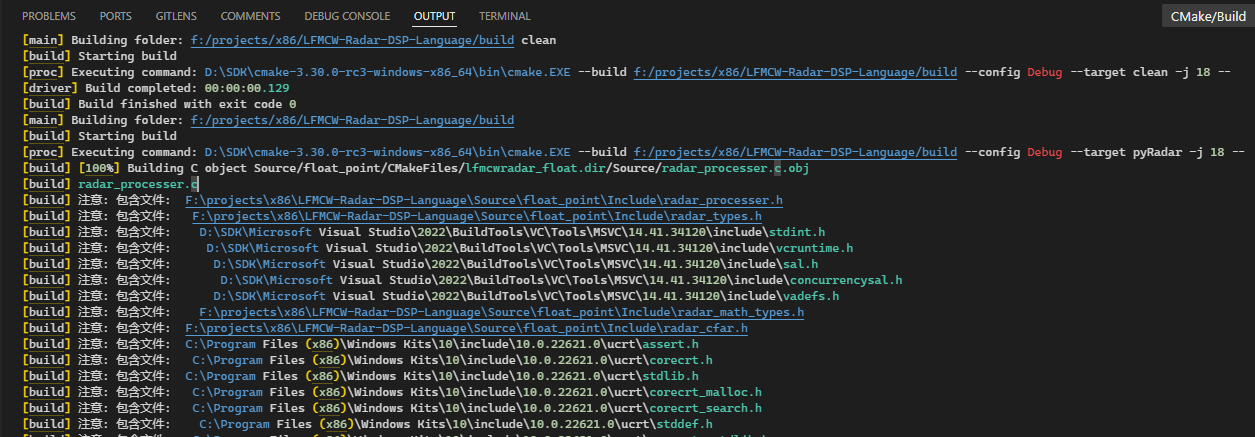 PROBLEMS PORTS GITLENS COMMENTS DEBUG CONSOLE OUTPUT TERMINAL CMake/Build
[main] Building folder: f:/projects/x86/LFMCW-Radar-DSP-Language/build clean
[build] Starting build
[proc] Executing command: D:\SDK\cmake-3.30.0-rc3-windows-x86_64\bin\cmake.EXE --build f:/projects/x86/LFMCW-Radar-DSP-Language/build --config Debug --target clean -j 18 --
[driver] Build completed: 00:00:00.129
[build] Build finished with exit code 0
[main] Building folder: f:/projects/x86/LFMCW-Radar-DSP-Language/build
[build] Starting build
[proc] Executing command: D:\SDK\cmake-3.30.0-rc3-windows-x86_64\bin\cmake.EXE --build f:/projects/x86/LFMCW-Radar-DSP-Language/build --config Debug --target pyRadar -j 18 --
[build] [100%] Building C object Source/float_point/CMakeFiles/lfmcwradar_float.dir/Source/radar_processer.c.obj
[build] radar_processer.c
[build] 注意: 包含文件:  F:\projects\x86\LFMCW-Radar-DSP-Language\Source\float_point\Include\radar_processer.h
[build] 注意: 包含文件:   F:\projects\x86\LFMCW-Radar-DSP-Language\Source\float_point\Include\radar_types.h
[build] 注意: 包含文件:    D:\SDK\Microsoft Visual Studio\2022\BuildTools\VC\Tools\MSVC\14.41.34120\include\stdint.h
[build] 注意: 包含文件:     D:\SDK\Microsoft Visual Studio\2022\BuildTools\VC\Tools\MSVC\14.41.34120\include\vcruntime.h
[build] 注意: 包含文件:      D:\SDK\Microsoft Visual Studio\2022\BuildTools\VC\Tools\MSVC\14.41.34120\include\sal.h
[build] 注意: 包含文件:       D:\SDK\Microsoft Visual Studio\2022\BuildTools\VC\Tools\MSVC\14.41.34120\include\concurrencysal.h
[build] 注意: 包含文件:      D:\SDK\Microsoft Visual Studio\2022\BuildTools\VC\Tools\MSVC\14.41.34120\include\vadefs.h
[build] 注意: 包含文件:    F:\projects\x86\LFMCW-Radar-DSP-Language\Source\float_point\Include\radar_math_types.h
[build] 注意: 包含文件:  F:\projects\x86\LFMCW-Radar-DSP-Language\Source\float_point\Include\radar_cfar.h
[build] 注意: 包含文件:  C:\Program Files (x86)\Windows Kits\10\include\10.0.22621.0\ucrt\assert.h
[build] 注意: 包含文件:   C:\Program Files (x86)\Windows Kits\10\include\10.0.22621.0\ucrt\corecrt.h
[build] 注意: 包含文件:  C:\Program Files (x86)\Windows Kits\10\include\10.0.22621.0\ucrt\stdlib.h
[build] 注意: 包含文件:   C:\Program Files (x86)\Windows Kits\10\include\10.0.22621.0\ucrt\corecrt_malloc.h
[build] 注意: 包含文件:   C:\Program Files (x86)\Windows Kits\10\include\10.0.22621.0\ucrt\corecrt_search.h
[build] 注意: 包含文件:    C:\Program Files (x86)\Windows Kits\10\include\10.0.22621.0\ucrt\stddef.h